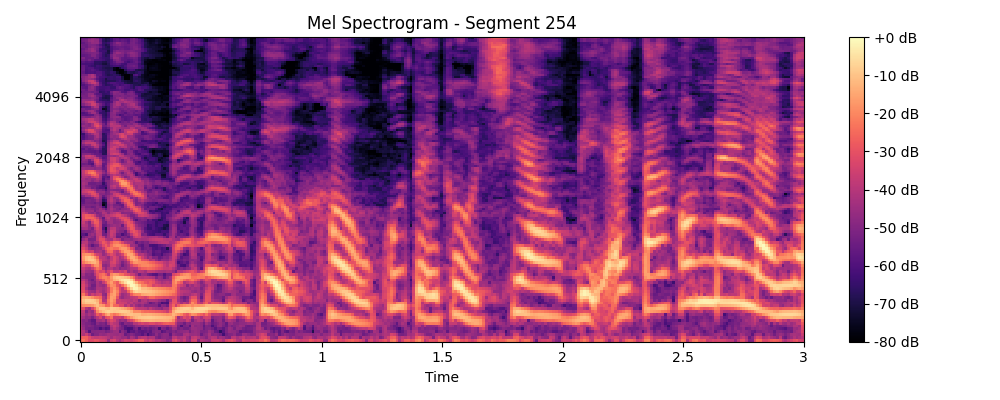 Mel Spectrogram - Segment 254
Frequency
4096
2048
1024
512
0
0
0.5
1
1.5
2
2.5
3
Time
+0 dB
-10 dB
-20 dB
-30 dB
-40 dB
-50 dB
-60 dB
-70 dB
-80 dB